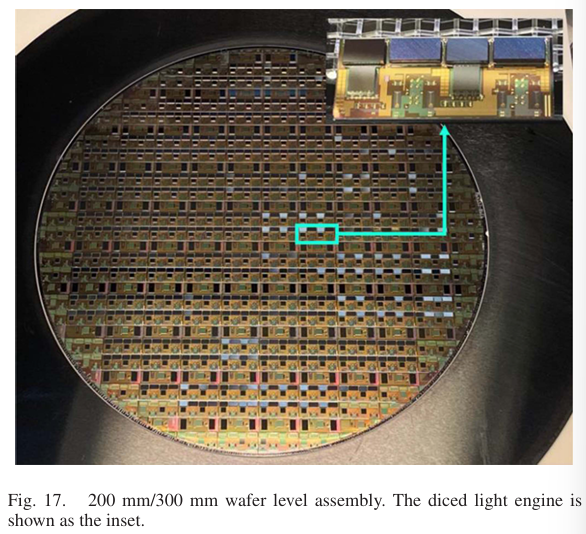 Fig. 17. 200 mm/300 mm wafer level assembly. The diced light engine is
shown as the inset.